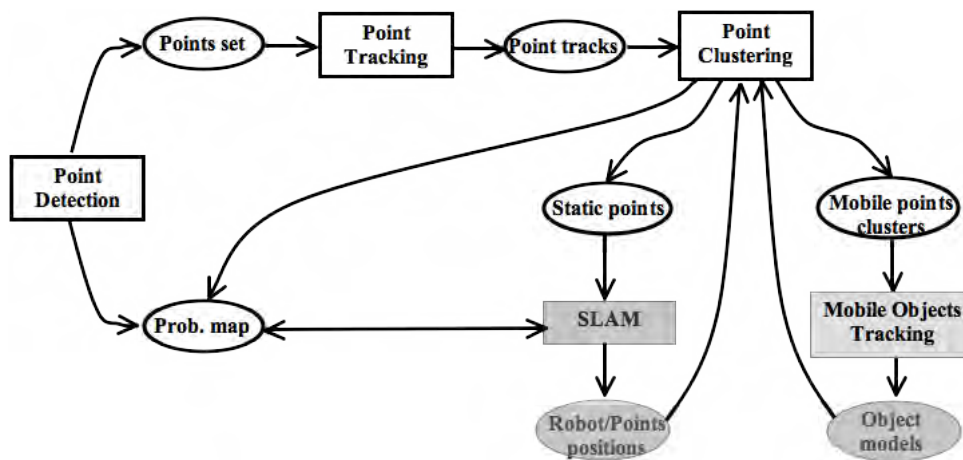 Points set
Point
Tracking
Point tracks
Point
Clustering
Point
Detection
Static points
Mobile points
clusters
Prob. map
SLAM
Mobile Objects
Tracking
Robot/Points
positions
Object
models